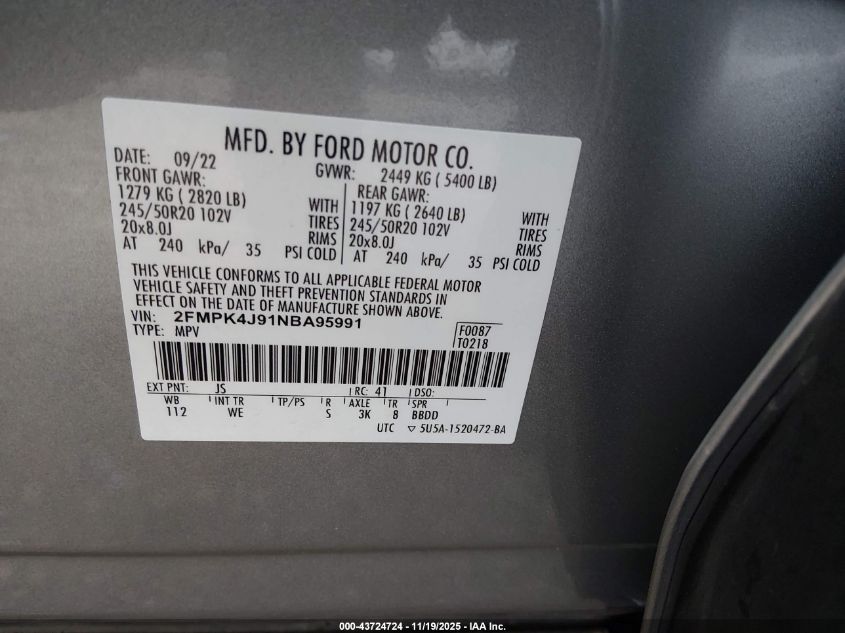 MFD. BY FORD MOTOR CO.
DATE: 09/22 GVWR: 2449 KG ( 5400 LB)
FRONT GAWR: REAR GAWR:
1279 KG ( 2820 LB) WITH 1197 KG ( 2640 LB) WITH
245/50R20 102V TIRES 245/50R20 102V TIRES
20x8.0J RIMS 20x8.0J RIMS
AT 240 kPa/ 35 PSI COLD AT 240 kPa/ 35 PSI COLD
THIS VEHICLE CONFORMS TO ALL APPLICABLE FEDERAL MOTOR
VEHICLE SAFETY AND THEFT PREVENTION STANDARDS IN
EFFECT ON THE DATE OF MANUFACTURE SHOWN ABOVE.
VIN: 2FMPK4J91NBA95991
TYPE: MPV
F0087
T0218
EXT PNT: JS RC: 41 DSO:
WB INT TR TP/PS R AXLE TR SPR
112 WE S 3K 8 BBDD
UTC ▽ 5U5A-1520472-BA
000-43724724 - 11/19/2025 - IAA Inc.